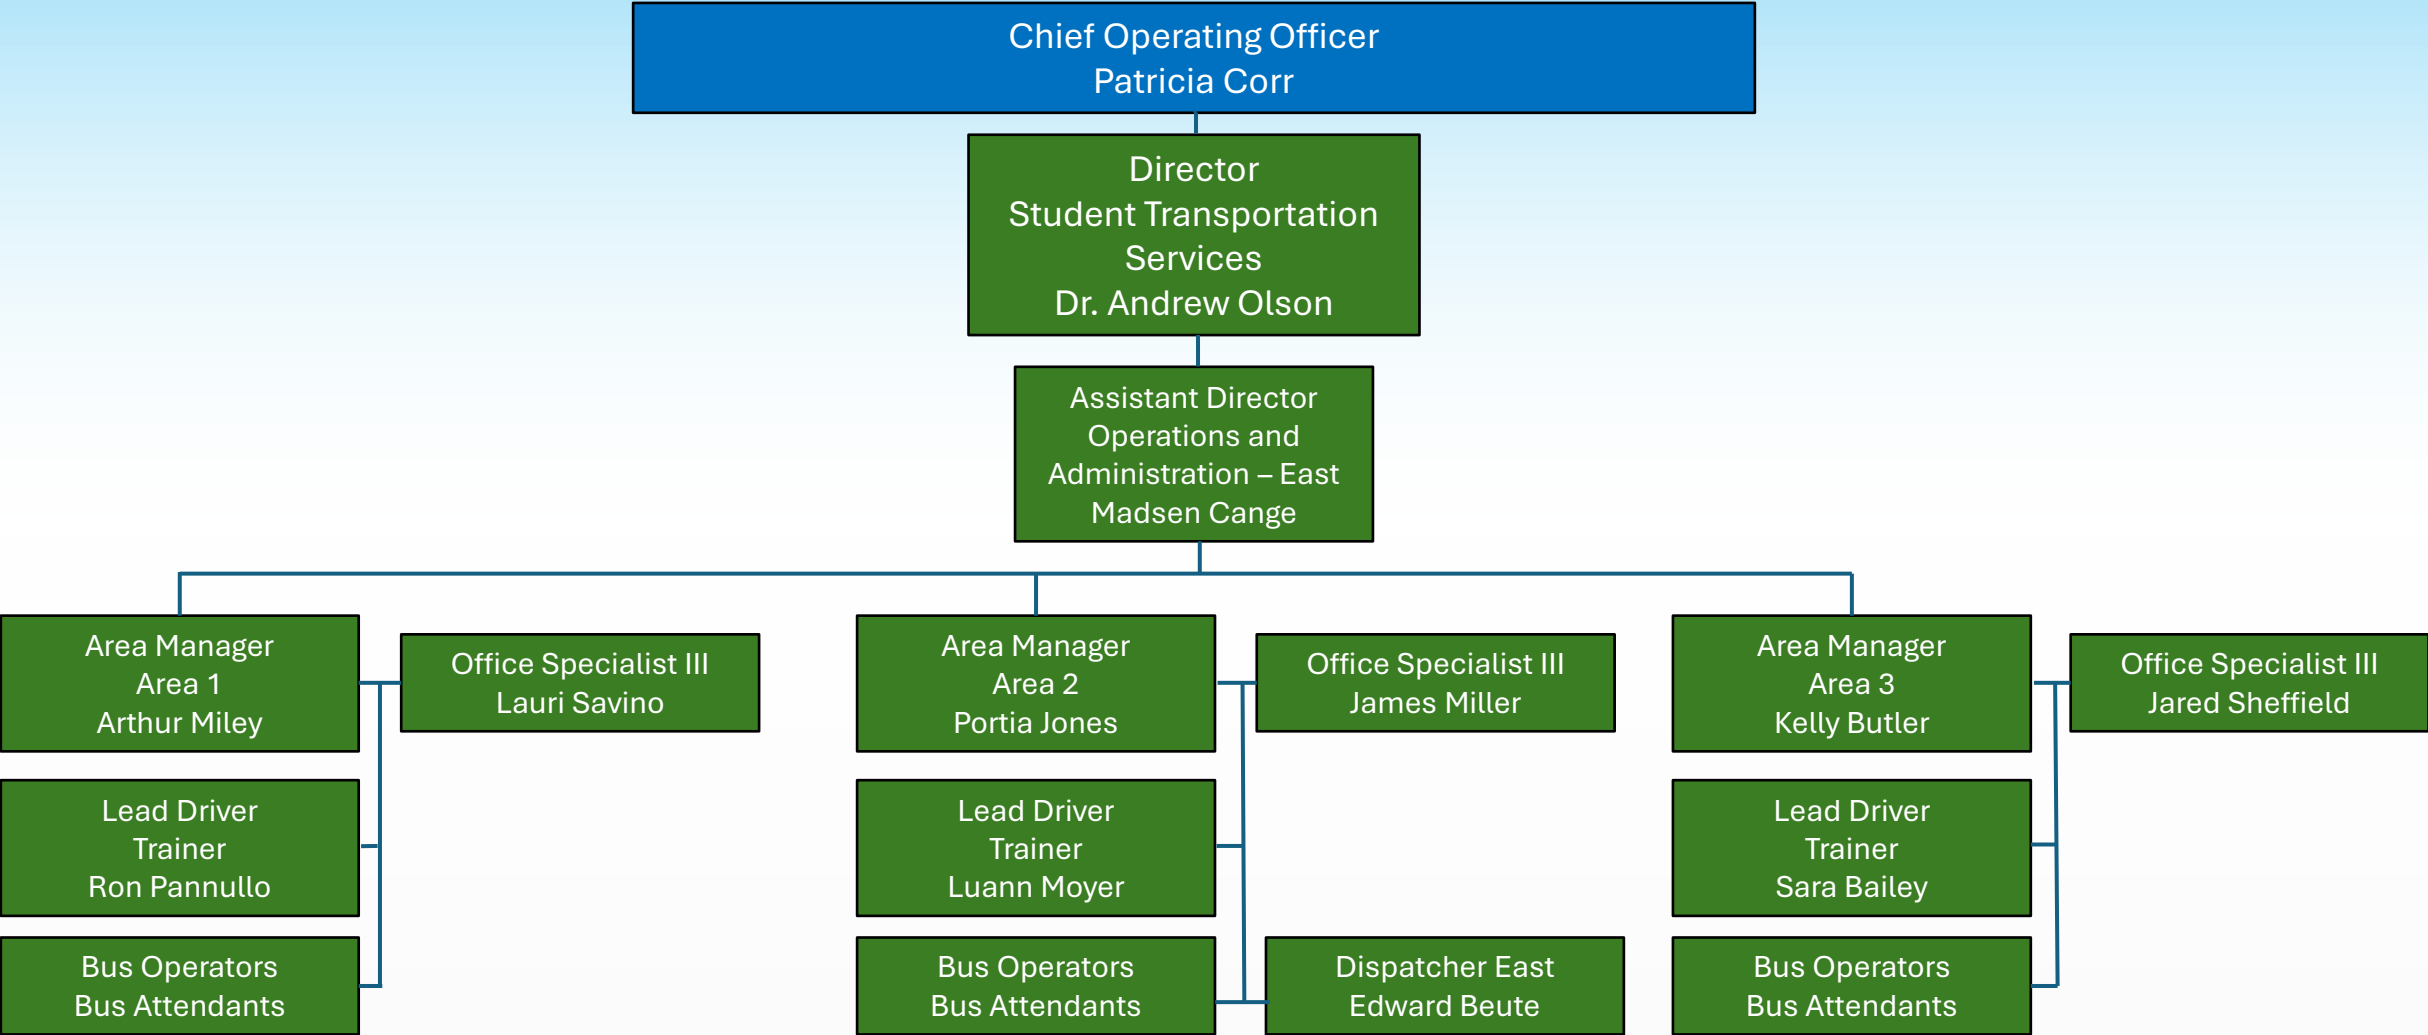 Chief Operating Officer
Patricia Corr
Director
Student Transportation
Services
Dr. Andrew Olson
Assistant Director
Operations and
Administration – East
Madsen Cange
Area Manager
Area 1
Arthur Miley
Office Specialist III
Lauri Savino
Lead Driver
Trainer
Ron Pannullo
Bus Operators
Bus Attendants
Area Manager
Area 2
Portia Jones
Office Specialist III
James Miller
Lead Driver
Trainer
Luann Moyer
Bus Operators
Bus Attendants
Dispatcher East
Edward Beute
Area Manager
Area 3
Kelly Butler
Office Specialist III
Jared Sheffield
Lead Driver
Trainer
Sara Bailey
Bus Operators
Bus Attendants